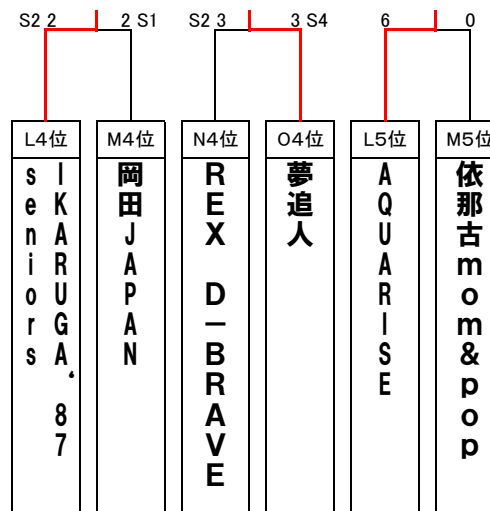 S2 2 2 S1 S2 3 3 S4 6 0
L4位 M4位 N4位 O4位 L5位 M5位
IKARUGA‘87
seniors
岡田JAPAN
REX D－BRAVE
夢追人
AQUARISE
依那古mom&pop